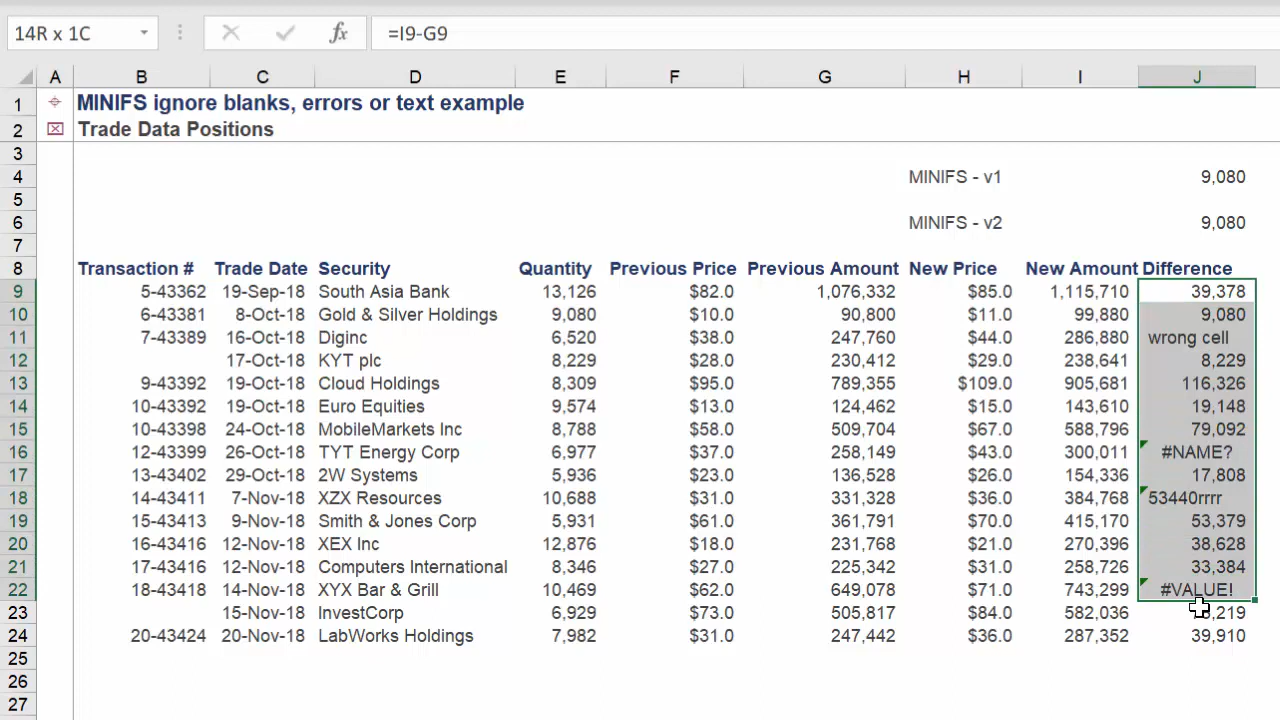 14R x 1C fx =I9-G9
A B C D E F G H I J
1 MINIFS ignore blanks, errors or text example
2 Trade Data Positions
3
4 MINIFS - v1 9,080
5
6 MINIFS - v2 9,080
7
8 Transaction # Trade Date Security Quantity Previous Price Previous Amount New Price New Amount Difference
9 5-43362 19-Sep-18 South Asia Bank 13,126 $82.0 1,076,332 $85.0 1,115,710 39,378
10 6-43381 8-Oct-18 Gold & Silver Holdings 9,080 $10.0 90,800 $11.0 99,880 9,080
11 7-43389 16-Oct-18 Diginc 6,520 $38.0 247,760 $44.0 286,880 wrong cell
12 17-Oct-18 KYT plc 8,229 $28.0 230,412 $29.0 238,641 8,229
13 9-43392 19-Oct-18 Cloud Holdings 8,309 $95.0 789,355 $109.0 905,681 116,326
14 10-43392 19-Oct-18 Euro Equities 9,574 $13.0 124,462 $15.0 143,610 19,148
15 10-43398 24-Oct-18 MobileMarkets Inc 8,788 $58.0 509,704 $67.0 588,796 79,092
16 12-43399 26-Oct-18 TYT Energy Corp 6,977 $37.0 258,149 $43.0 300,011 #NAME?
17 13-43402 29-Oct-18 2W Systems 5,936 $23.0 136,528 $26.0 154,336 17,808
18 14-43411 7-Nov-18 XZX Resources 10,688 $31.0 331,328 $36.0 384,768 53440rrrr
19 15-43413 9-Nov-18 Smith & Jones Corp 5,931 $61.0 361,791 $70.0 415,170 53,379
20 16-43416 12-Nov-18 XEX Inc 12,876 $18.0 231,768 $21.0 270,396 38,628
21 17-43416 12-Nov-18 Computers International 8,346 $27.0 225,342 $31.0 258,726 33,384
22 18-43418 14-Nov-18 XYX Bar & Grill 10,469 $62.0 649,078 $71.0 743,299 #VALUE!
23 15-Nov-18 InvestCorp 6,929 $73.0 505,817 $84.0 582,036
24 20-43424 20-Nov-18 LabWorks Holdings 7,982 $31.0 247,442 $36.0 287,352 39,910
25
26
27